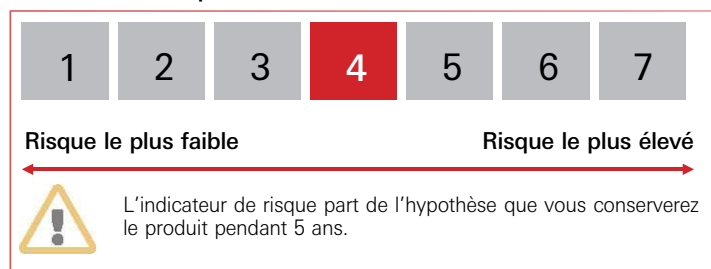 1 2 3 4 5 6 7
Risque le plus faible Risque le plus élevé
L'indicateur de risque part de l'hypothèse que vous conserverez
le produit pendant 5 ans.